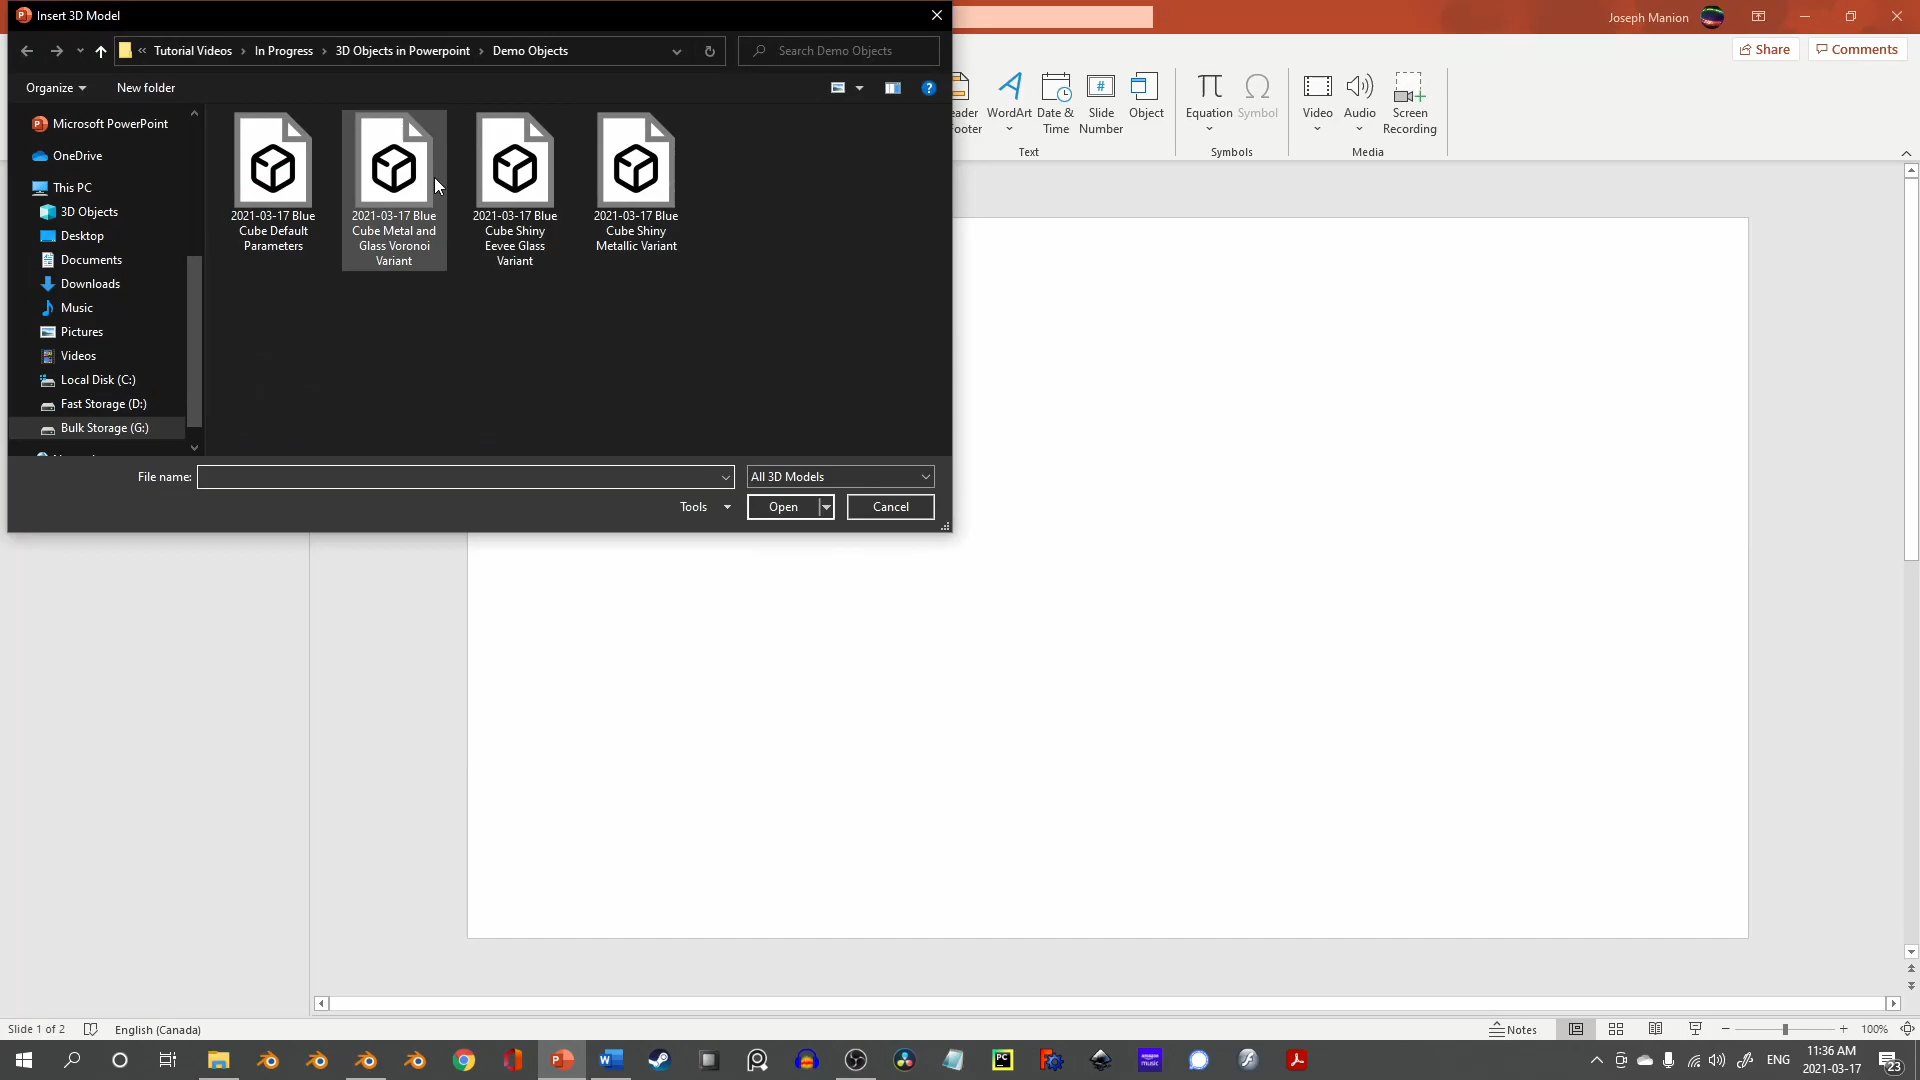 Insert 3D Model
Joseph Manion
Tutorial Videos
In Progress
3D Objects in Powerpoint
Demo Objects
Search Demo Objects
Share
Comments
Organize
New folder
Microsoft PowerPoint
OneDrive
This PC
3D Objects
Desktop
Documents
Downloads
Music
Pictures
Videos
Local Disk (C:)
Fast Storage (D:)
Bulk Storage (G:)
2021-03-17 Blue
Cube Default
Parameters
2021-03-17 Blue
Cube Metal and
Glass Voronoi
Variant
2021-03-17 Blue
Cube Shiny
Eevee Glass
Variant
2021-03-17 Blue
Cube Shiny
Metallic Variant
File name:
All 3D Models
Tools
Open
Cancel
eader
Footer
WordArt
Date &
Time
Slide
Number
Object
Text
Equation
Symbol
Symbols
Video
Audio
Screen
Recording
Media
Slide 1 of 2
English (Canada)
Notes
100%
ENG
11:36 AM
2021-03-17
23